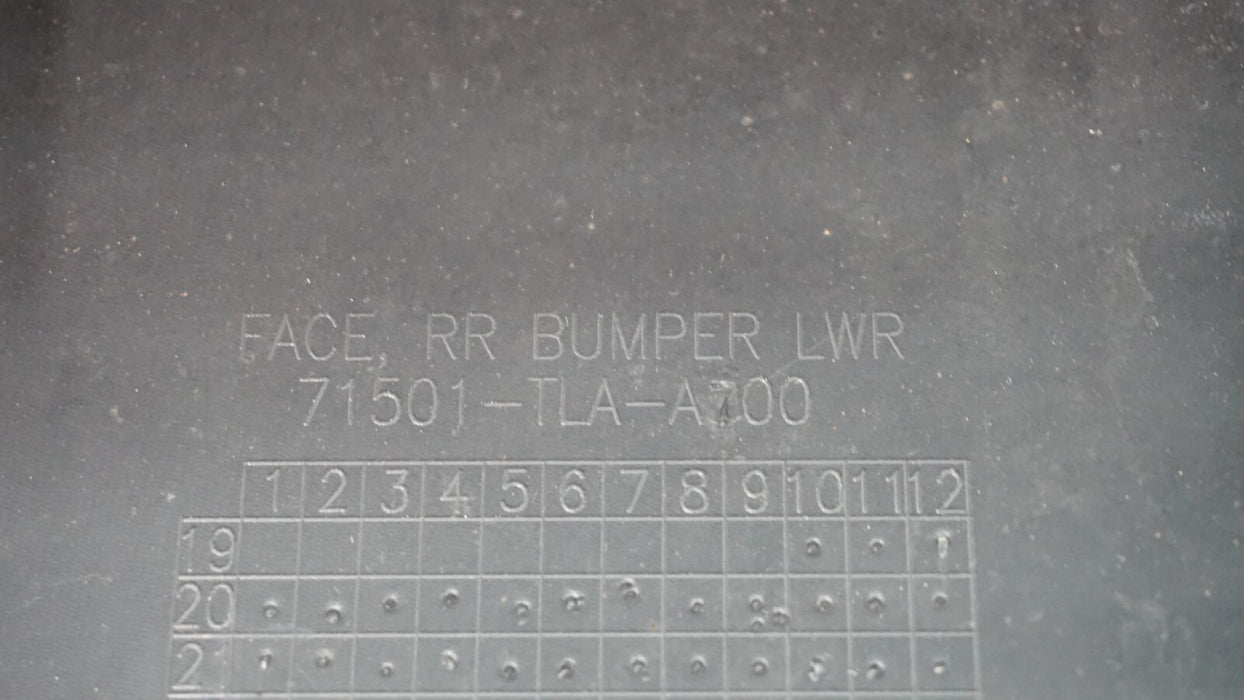 FACE, RR BUMPER LWR
71501-TLA-A700
1 2 3 4 5 6 7 8 9 10 11 12
19
20
21